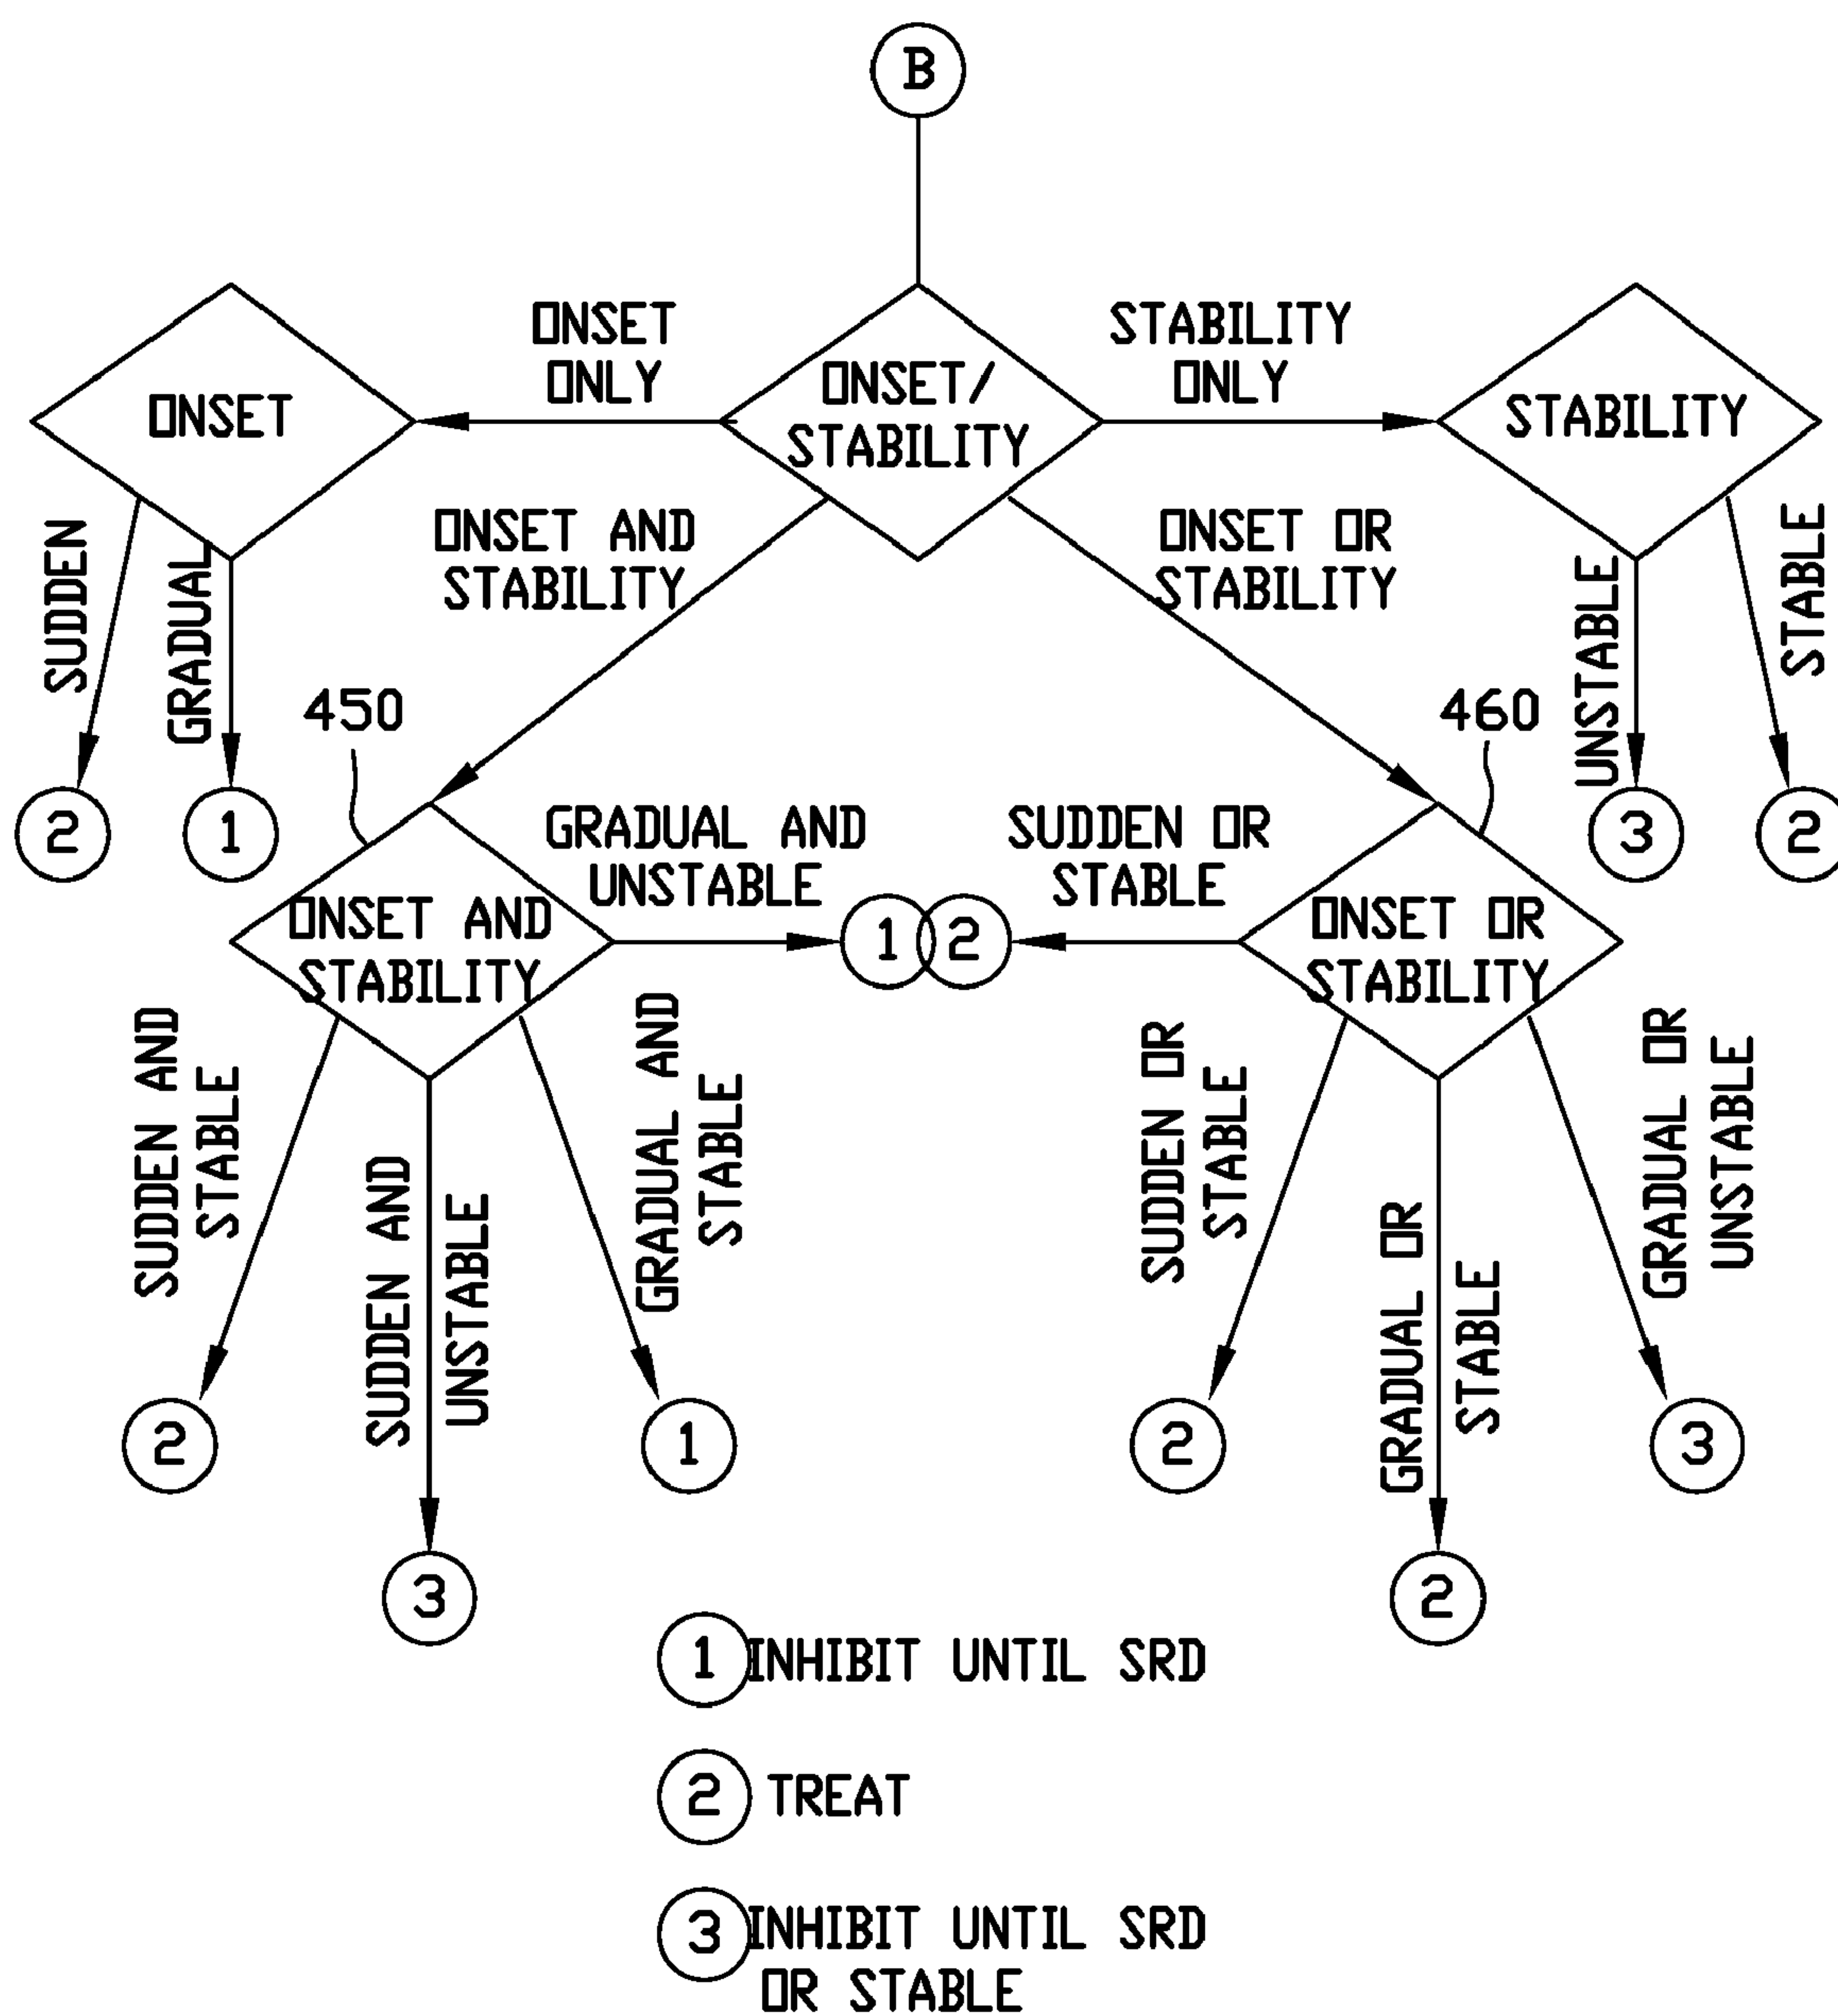 B
ONSET
ONLY
STABILITY
ONLY
ONSET
ONSET/
STABILITY
STABILITY
ONSET AND
STABILITY
ONSET OR
STABILITY
SUDDEN
GRADUAL
UNSTABLE
STABLE
450
460
2
1
3
2
GRADUAL AND
UNSTABLE
SUDDEN OR
STABLE
ONSET AND
STABILITY
1
2
ONSET OR
STABILITY
SUDDEN AND
STABLE
SUDDEN AND
UNSTABLE
GRADUAL AND
STABLE
SUDDEN OR
STABLE
GRADUAL OR
STABLE
GRADUAL OR
UNSTABLE
2
1
2
3
3
2
1 INHIBIT UNTIL SRD
2 TREAT
3 INHIBIT UNTIL SRD
OR STABLE